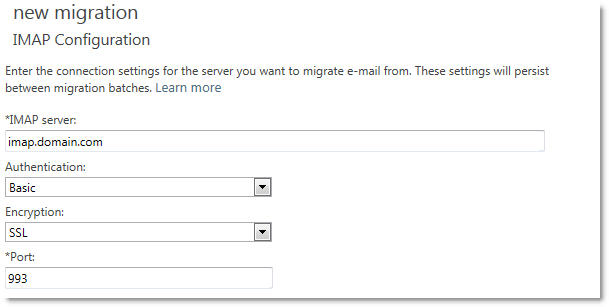 new migration
IMAP Configuration
Enter the connection settings for the server you want to migrate e-mail from. These settings will persist
between migration batches. Learn more
*IMAP server:
imap.domain.com
Authentication:
Basic
Encryption:
SSL
*Port:
993